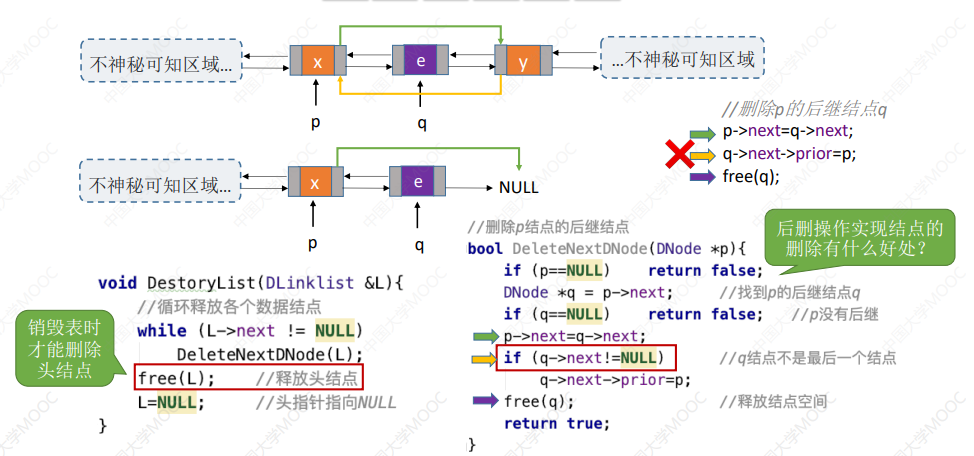 不神秘可知区域...
x
e
y
...不神秘可知区域
p
q
//删除p的后继结点q
p->next=q->next;
q->next->prior=p;
free(q);
不神秘可知区域...
x
e
NULL
p
q
//删除p结点的后继结点
bool DeleteNextDNode(DNode *p){
if (p==NULL) return false;
DNode *q = p->next; //找到p的后继结点q
if (q==NULL) return false; //p没有后继
p->next=q->next;
if (q->next!=NULL) //q结点不是最后一个结点
q->next->prior=p;
free(q); //释放结点空间
return true;
}
后删操作实现结点的
删除有什么好处？
void DestoryList(DLinklist &L){
//循环释放各个数据结点
while (L->next != NULL)
DeleteNextDNode(L);
free(L); //释放头结点
L=NULL; //头指针指向NULL
}
销毁表时
才能删除
头结点
中国大学MOOC